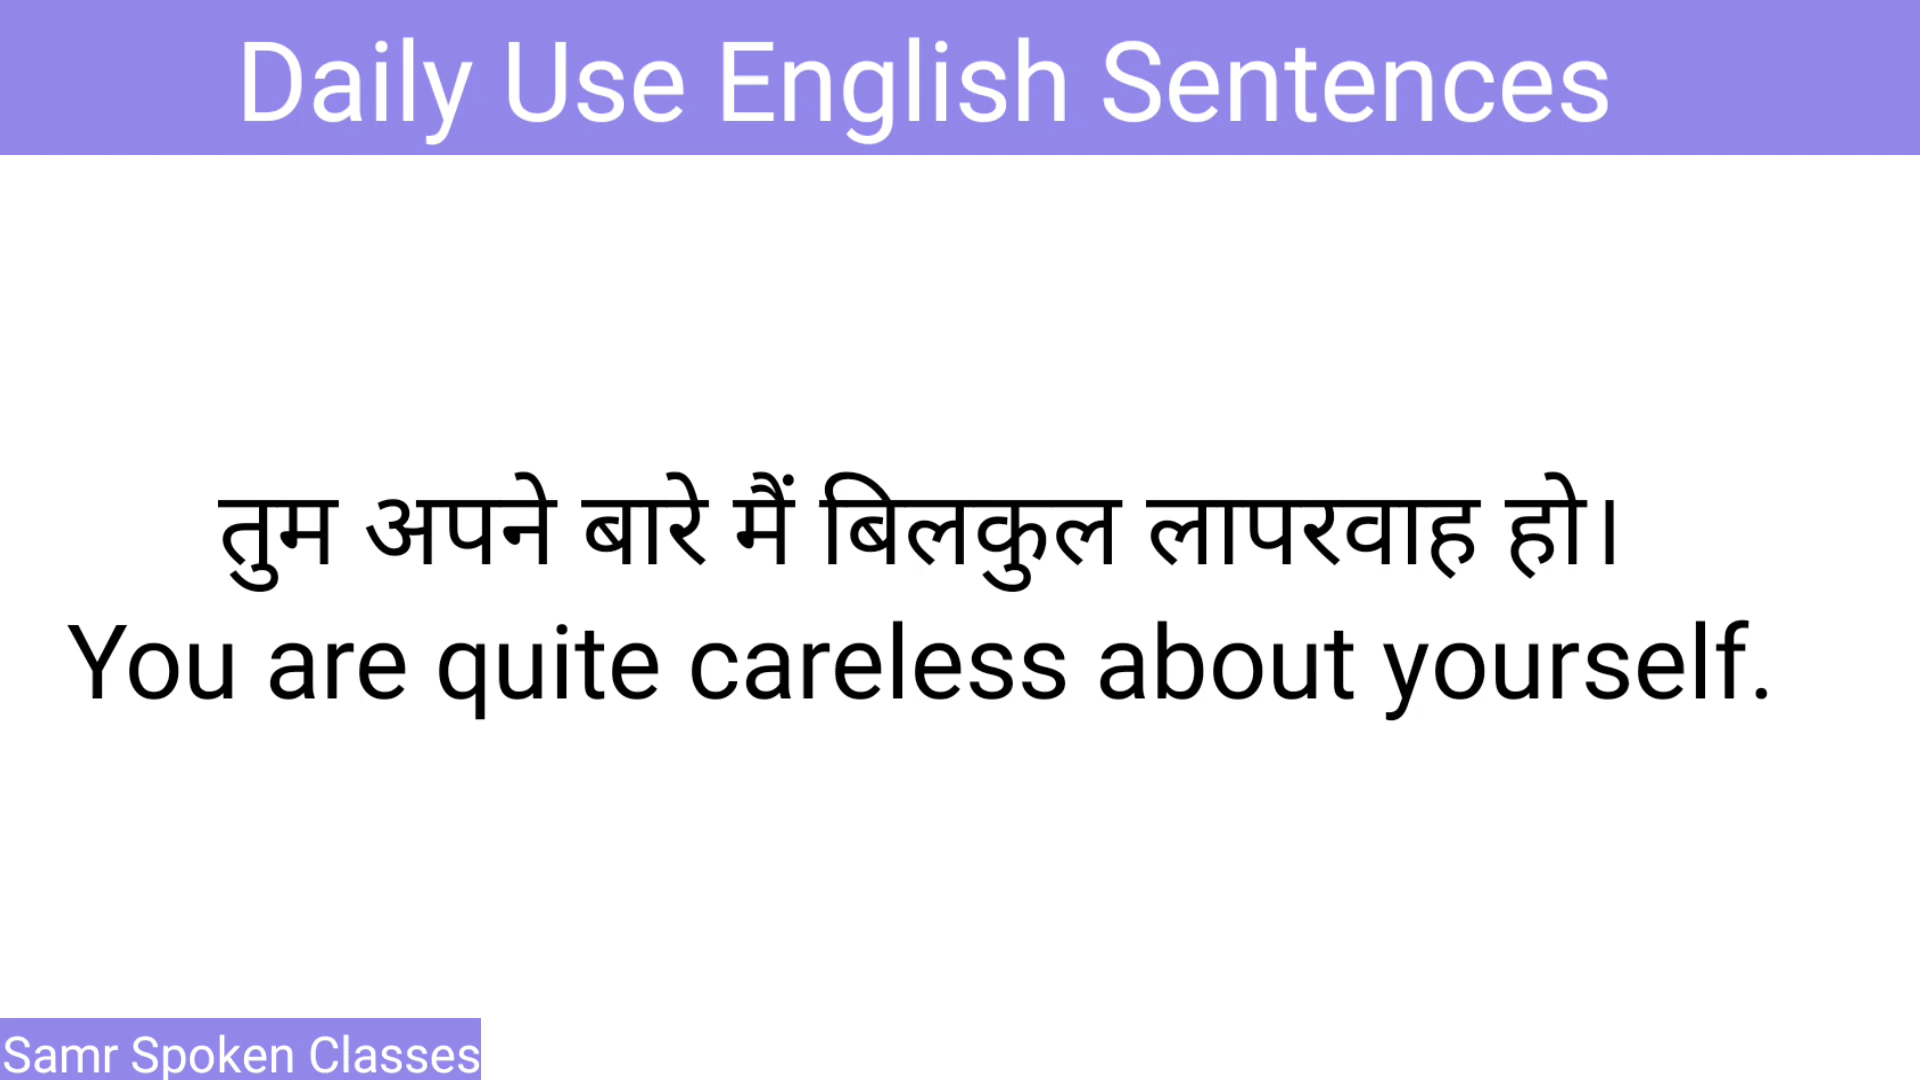 Daily Use English Sentences
तुम अपने बारे मैं बिलकुल लापरवाह हो।
You are quite careless about yourself.
Samr Spoken Classes